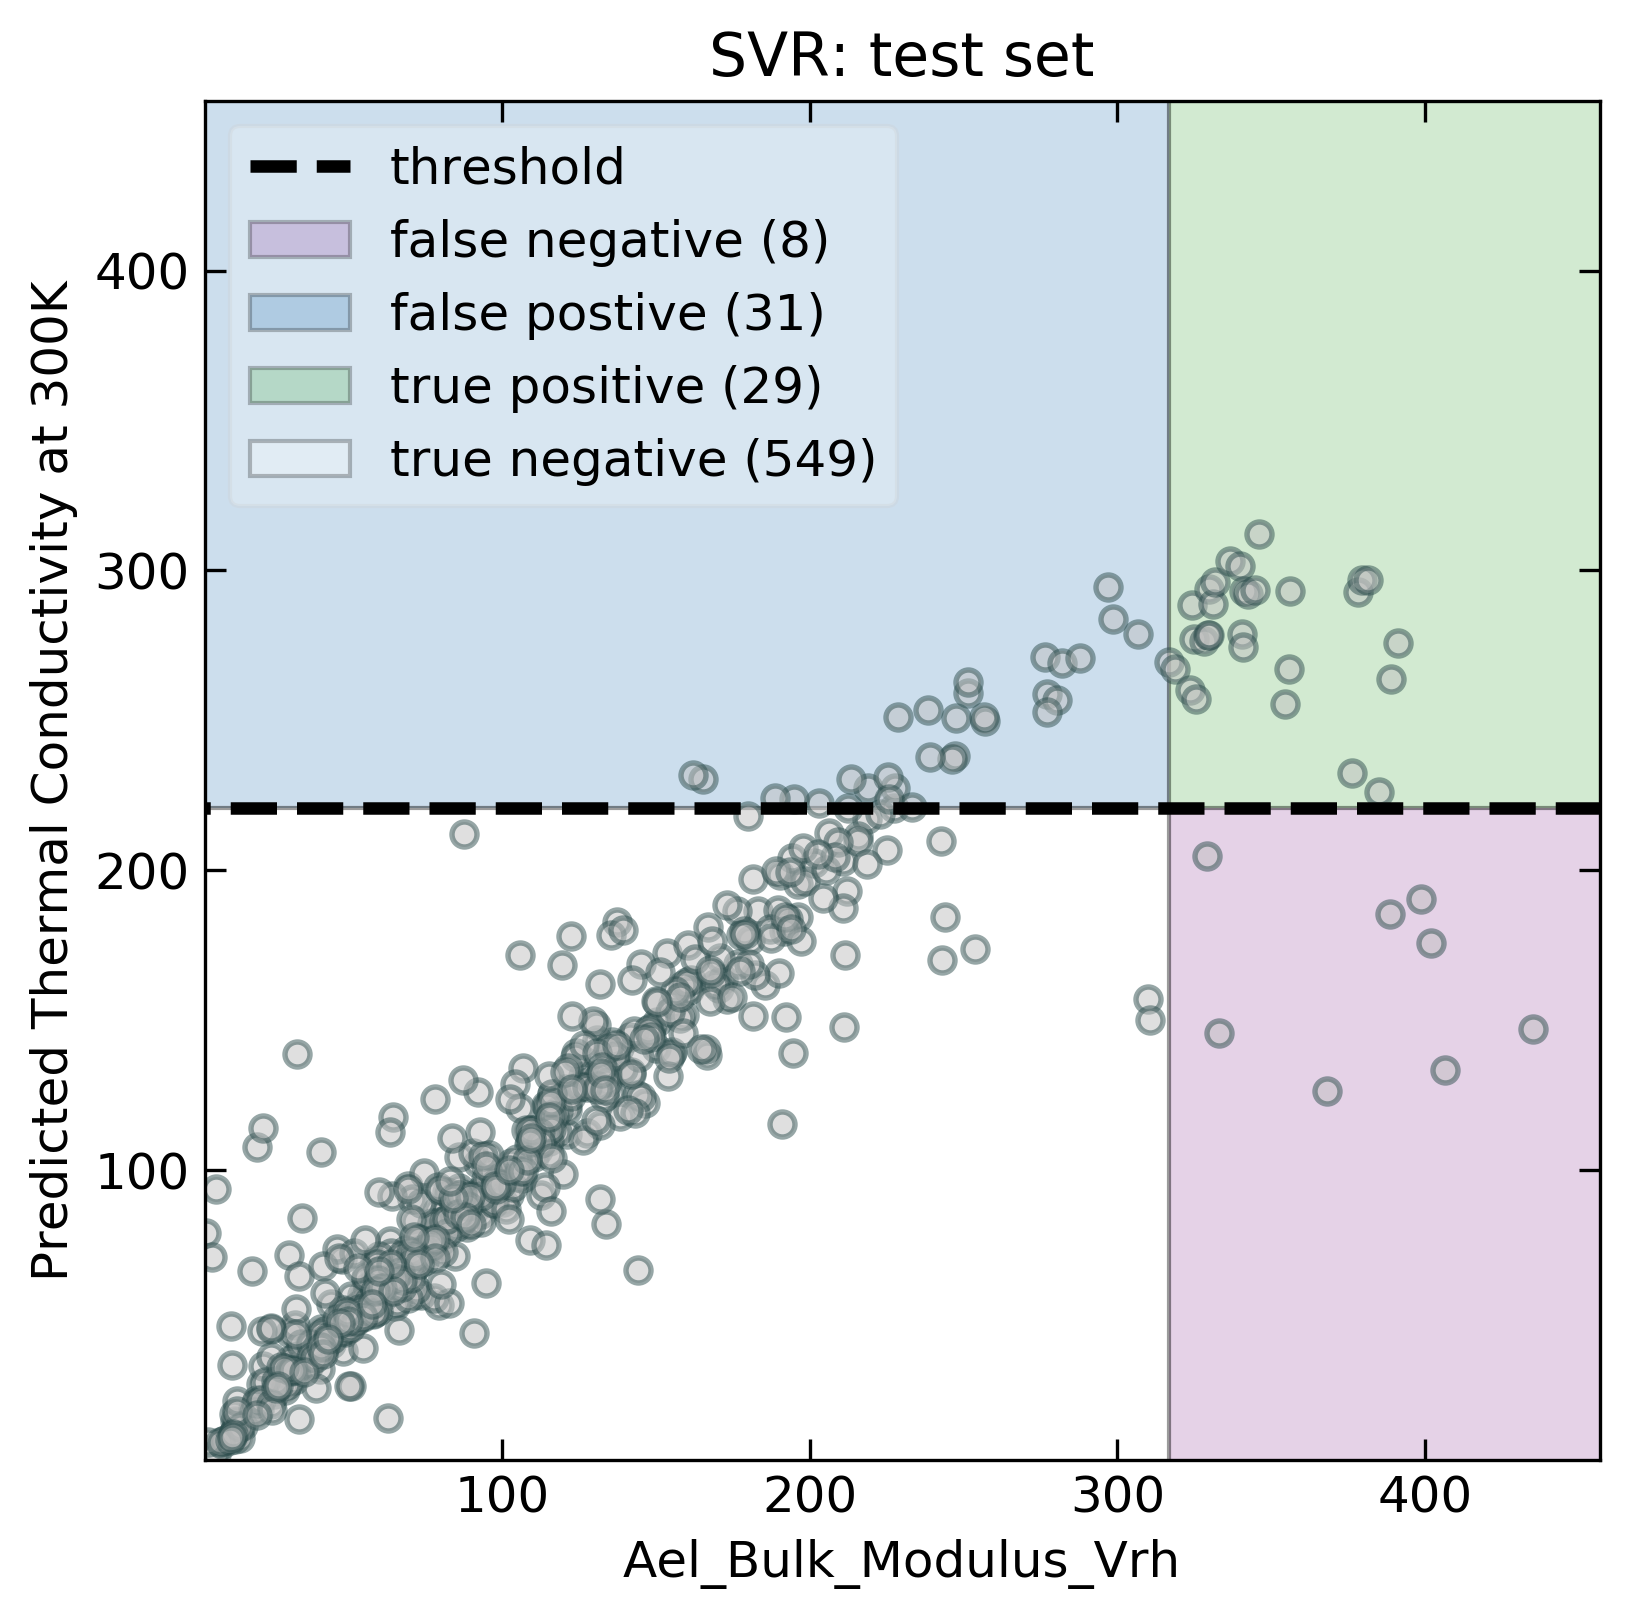 SVR: test set
threshold
false negative (8)
false postive (31)
true positive (29)
true negative (549)
Predicted Thermal Conductivity at 300K
400
300
200
100
100 200 300 400
Ael_Bulk_Modulus_Vrh